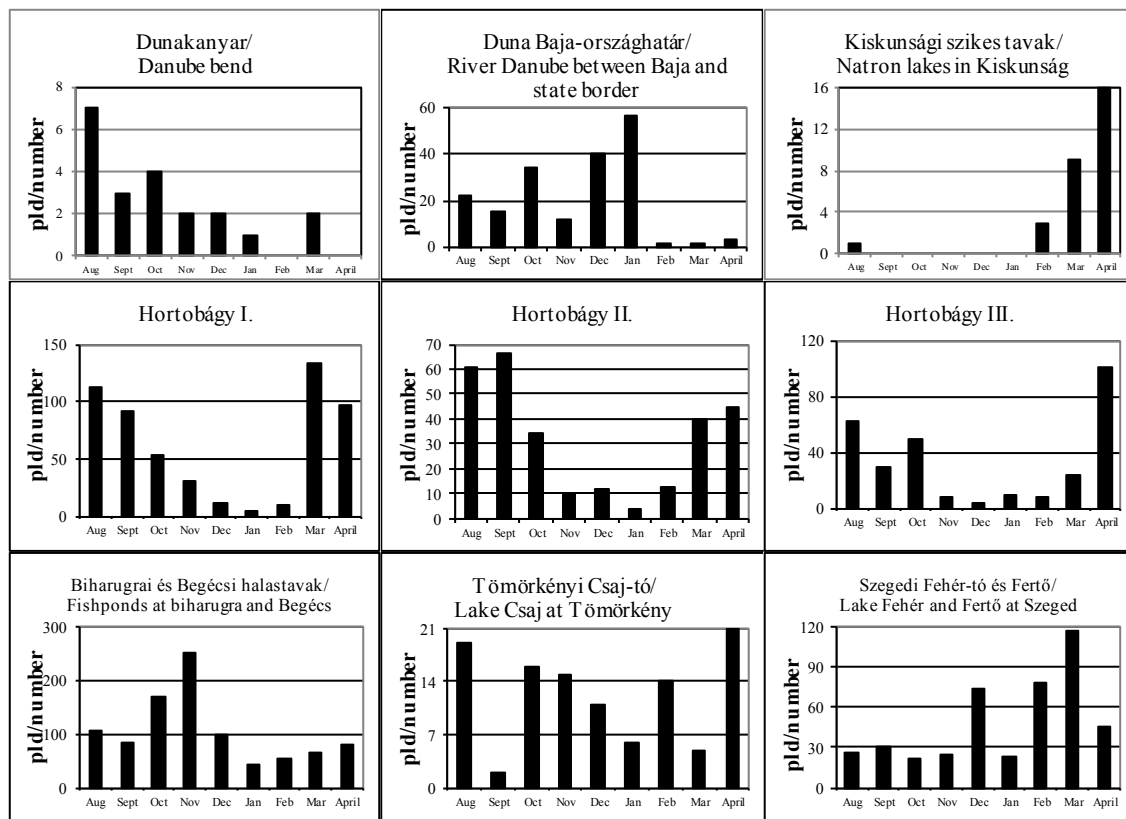 Dunakanyar/
Danube bend
pld/number
8
6
4
2
0
Aug Sept Oct Nov Dec Jan Feb Mar April
Duna Baja-országhatár/
River Danube between Baja and
state border
pld/number
60
40
20
0
Aug Sept Oct Nov Dec Jan Feb Mar April
Kiskunsági szikes tavak/
Natron lakes in Kiskunság
pld/number
16
12
8
4
0
Aug Sept Oct Nov Dec Jan Feb Mar April
Hortobágy I.
pld/number
150
100
50
0
Aug Sept Oct Nov Dec Jan Feb Mar April
Hortobágy II.
pld/number
70
60
50
40
30
20
10
0
Aug Sept Oct Nov Dec Jan Feb Mar April
Hortobágy III.
pld/number
120
80
40
0
Aug Sept Oct Nov Dec Jan Feb Mar April
Biharugrai és Begécsi halastavak/
Fishponds at biharugra and Begécs
pld/number
300
200
100
0
Aug Sept Oct Nov Dec Jan Feb Mar April
Tömörkényi Csaj-tó/
Lake Csaj at Tömörkény
pld/number
21
14
7
0
Aug Sept Oct Nov Dec Jan Feb Mar April
Szegedi Fehér-tó és Fertő/
Lake Fehér and Fertő at Szeged
pld/number
120
90
60
30
0
Aug Sept Oct Nov Dec Jan Feb Mar April